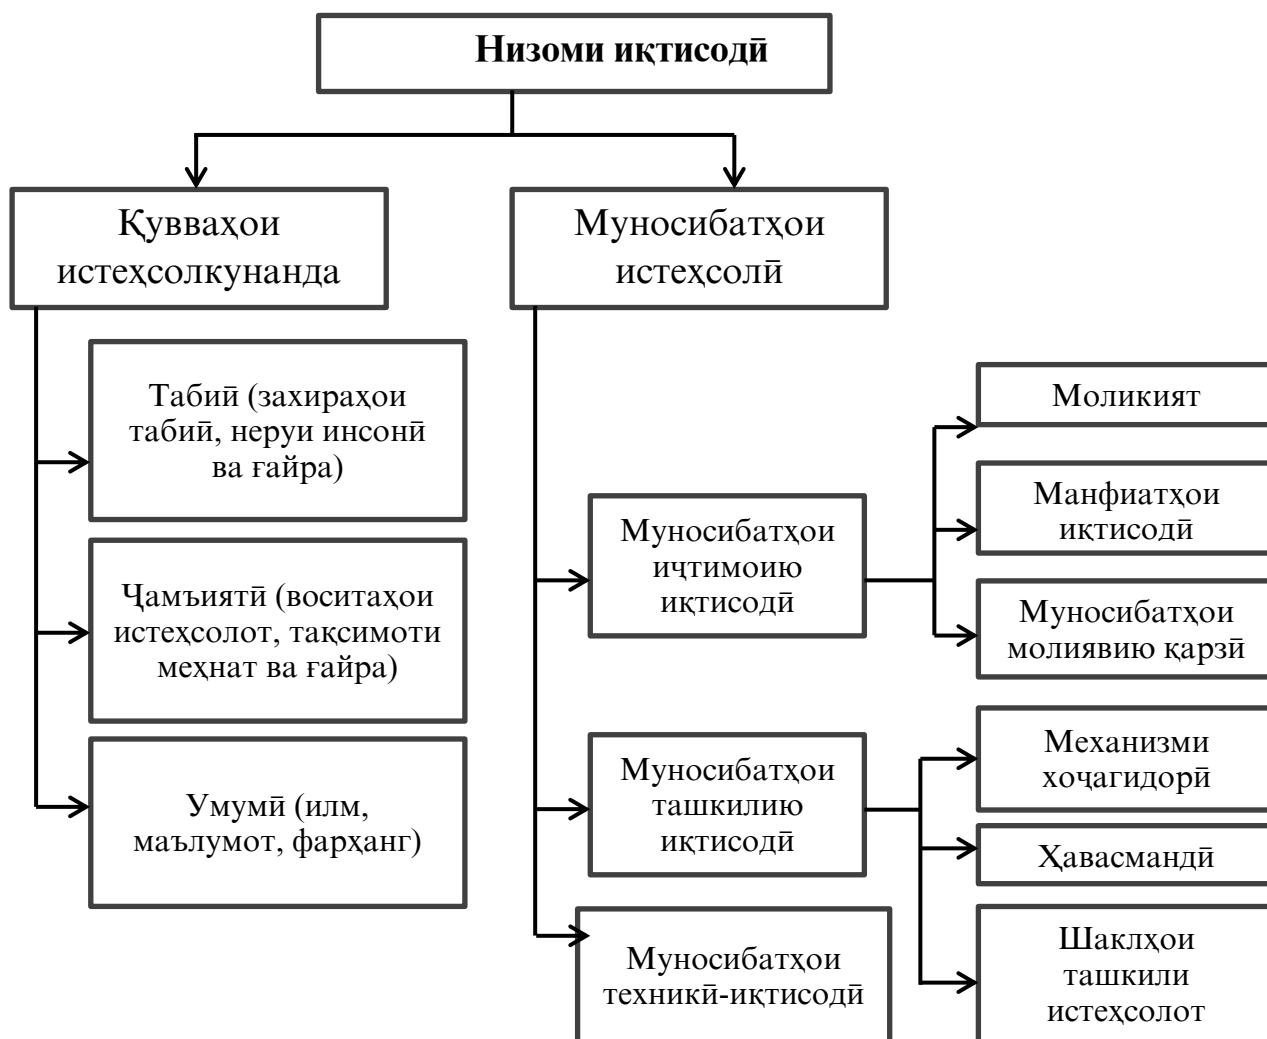 Низоми иқтисодӣ
Қувваҳои
истеҳсолкунанда
Муносибатҳои
истеҳсолӣ
Табиӣ (захираҳои
табиӣ, неруи инсонӣ
ва ғайра)
Ҷамъиятӣ (воситаҳои
истеҳсолот, тақсимоти
меҳнат ва ғайра)
Умумӣ (илм,
маълумот, фарҳанг)
Муносибатҳои
иҷтимоию
иқтисодӣ
Моликият
Манфиатҳои
иқтисодӣ
Муносибатҳои
молиявию қарзӣ
Муносибатҳои
ташкилию
иқтисодӣ
Механизми
хоҷагидорӣ
Ҳавасмандӣ
Шаклҳои
ташкили
истеҳсолот
Муносибатҳои
техникӣ-иқтисодӣ